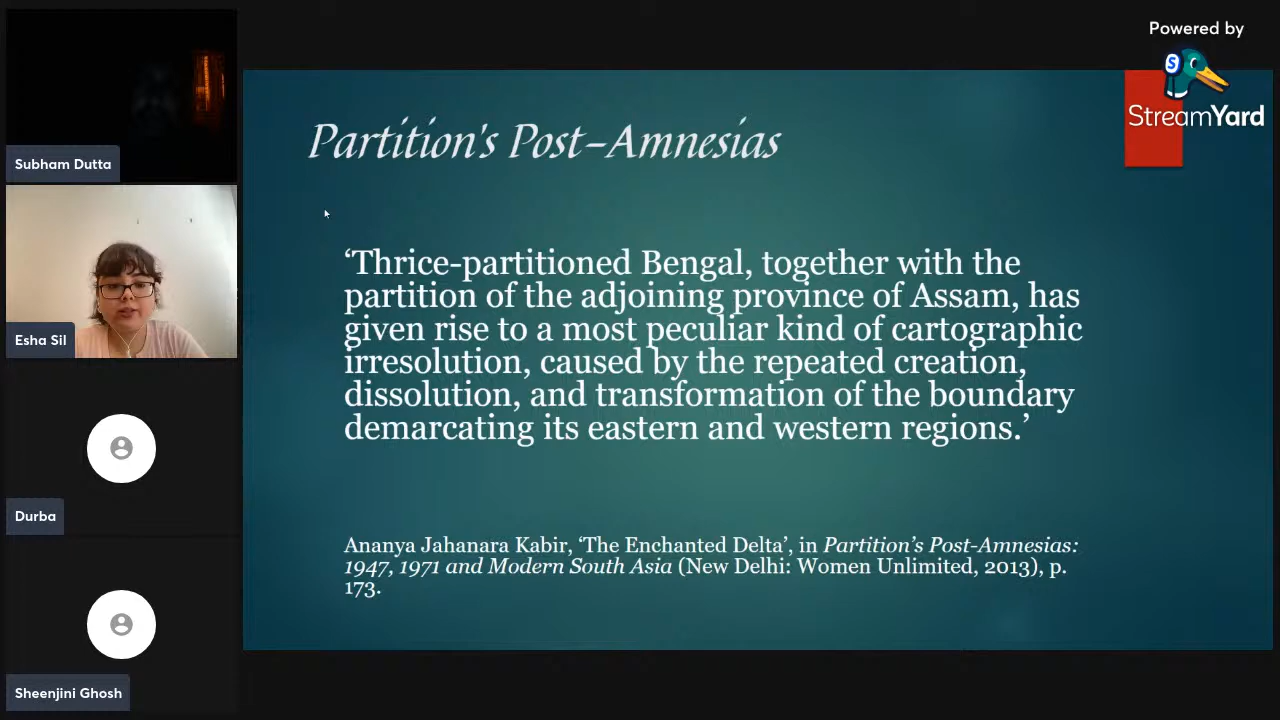 Powered by
S
StreamYard
Subham Dutta
Esha Sil
Durba
Sheenjini Ghosh
Partition's Post-Amnesias
‘Thrice-partitioned Bengal, together with the
partition of the adjoining province of Assam, has
given rise to a most peculiar kind of cartographic
irresolution, caused by the repeated creation,
dissolution, and transformation of the boundary
demarcating its eastern and western regions.’
Ananya Jahanara Kabir, ‘The Enchanted Delta’, in Partition’s Post-Amnesias:
1947, 1971 and Modern South Asia (New Delhi: Women Unlimited, 2013), p.
173.